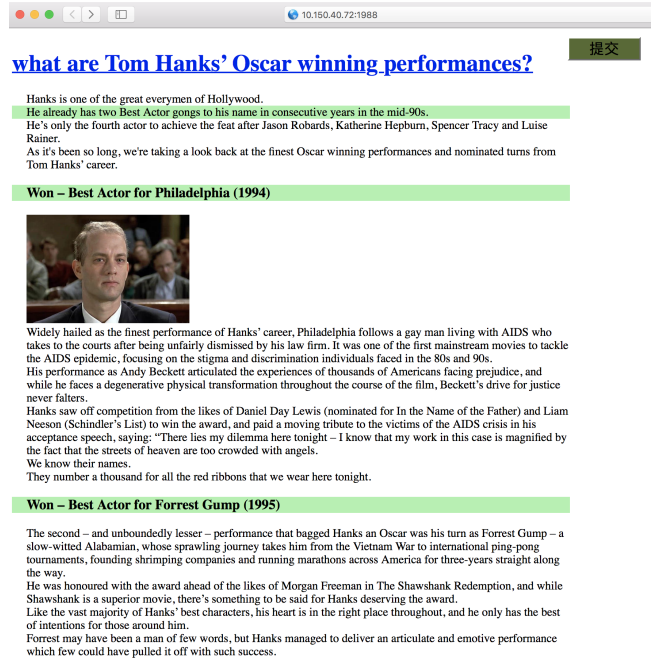 10.150.40.72:1988
提交
what are Tom Hanks’ Oscar winning performances?
Hanks is one of the great everymen of Hollywood.
He already has two Best Actor gongs to his name in consecutive years in the mid-90s.
He’s only the fourth actor to achieve the feat after Jason Robards, Katherine Hepburn, Spencer Tracy and Luise
Rainer.
As it's been so long, we're taking a look back at the finest Oscar winning performances and nominated turns from
Tom Hanks’ career.
Won – Best Actor for Philadelphia (1994)
Widely hailed as the finest performance of Hanks’ career, Philadelphia follows a gay man living with AIDS who
takes to the courts after being unfairly dismissed by his law firm. It was one of the first mainstream movies to tackle
the AIDS epidemic, focusing on the stigma and discrimination individuals faced in the 80s and 90s.
His performance as Andy Beckett articulated the experiences of thousands of Americans facing prejudice, and
while he faces a degenerative physical transformation throughout the course of the film, Beckett’s drive for justice
never falters.
Hanks saw off competition from the likes of Daniel Day Lewis (nominated for In the Name of the Father) and Liam
Neeson (Schindler’s List) to win the award, and paid a moving tribute to the victims of the AIDS crisis in his
acceptance speech, saying: “There lies my dilemma here tonight – I know that my work in this case is magnified by
the fact that the streets of heaven are too crowded with angels.
We know their names.
They number a thousand for all the red ribbons that we wear here tonight.
Won – Best Actor for Forrest Gump (1995)
The second – and unboundedly lesser – performance that bagged Hanks an Oscar was his turn as Forrest Gump – a
slow-witted Alabamian, whose sprawling journey takes him from the Vietnam War to international ping-pong
tournaments, founding shrimping companies and running marathons across America for three-years straight along
the way.
He was honoured with the award ahead of the likes of Morgan Freeman in The Shawshank Redemption, and while
Shawshank is a superior movie, there’s something to be said for Hanks deserving the award.
Like the vast majority of Hanks’ best characters, his heart is in the right place throughout, and he only has the best
of intentions for those around him.
Forrest may have been a man of few words, but Hanks managed to deliver an articulate and emotive performance
which few could have pulled it off with such success.